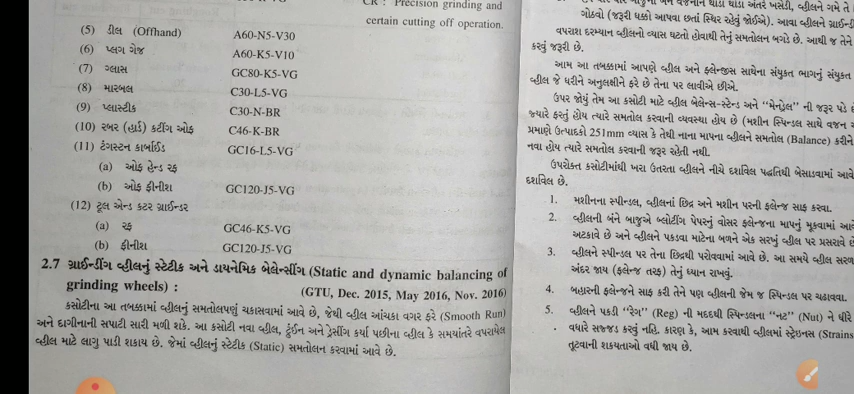 CR : Precision grinding and
certain cutting off operation.
(5) ડીલ (Offhand) A60-N5-V30
(6) પ્લગ ગેજ A60-K5-V10
(7) ગ્લાસ GC80-K5-VG
(8) મારબલ C30-L5-VG
(9) પ્લાસ્ટીક C30-N-BR
(10) રબર (હાર્ડ) કટીંગ ઓફ C46-K-BR
(11) ટંગસ્ટન કાર્બાઈડ GC16-L5-VG
(a) ઓફ હેન્ડ રફ
(b) ઓફ ફીનીશ GC120-J5-VG
(12) ટૂલ એન્ડ કટર ગ્રાઈન્ડર
(a) રફ GC46-K5-VG
(b) ફીનીશ GC120-J5-VG
2.7 ગ્રાઈન્ડીંગ વ્હીલનું સ્ટેટીક અને ડાયનેમિક બેલેન્સીંગ (Static and dynamic balancing of
grinding wheels) : (GTU, Dec. 2015, May 2016, Nov. 2016)
કસોટીના આ તબક્કામાં વ્હીલનું સમતોલપણું ચકાસવામાં આવે છે, જેથી વ્હીલ આંચકા વગર ફરે (Smooth Run)
અને દાગીનાની સપાટી સારી મળી શકે. આ કસોટી નવા વ્હીલ, ટ્રુંઈન અને ડ્રેસીંગ કર્યા પછીના વ્હીલ કે સમયાંતરે વપરાયેલ
વ્હીલ માટે લાગુ પાડી શકાય છે. જેમાં વ્હીલનું સ્ટેટીક (Static) સમતોલન કરવામાં આવે છે.
થોડા થોડા અંતરે ખસેડી, વ્હીલને ગમે તે
ગોઠવો (જરૂરી ધક્કો આપવા છતાં સ્થિર રહેવું જોઈએ). આવા વ્હીલને
વપરાશ દરમ્યાન વ્હીલનો વ્યાસ ઘટતો હોવાથી તેનું સમતોલન બગડે છે. આથી જ તેને
કરવું જરૂરી છે.
આમ આ તબક્કામાં આપણે વ્હીલ અને ફ્લેન્જીસ સાથેના સંયુક્ત ભાગનું સંયુક્ત
વ્હીલ જે ધરીને અનુલક્ષીને ફરે છે તેના પર લાવીએ છીએ.
ઉપર જોયું તેમ આ કસોટી માટે વ્હીલ બેલેન્સ-સ્ટેન્ડ અને “મેન્ડ્રેલ” ની જરૂર પડે
જ્યારે ફરતું હોય ત્યારે સમતોલ કરવાની વ્યવસ્થા હોય છે (મશીન સ્પિન્ડલ સાથે વજન
પ્રમાણે ઉત્પાદકો 251mm વ્યાસ કે તેથી નાના માપના વ્હીલને સમતોલ (Balance) કરીને
નવા હોય ત્યારે સમતોલ કરવાની જરૂર રહેતી નથી.
ઉપરોક્ત કસોટીમાંથી ખરા ઉતરતા વ્હીલને નીચે દર્શાવેલ પદ્ધતિથી બેસાડવામાં આવે
દર્શાવેલ છે.
1. મશીનના સ્પીન્ડલ, વ્હીલનાં છિદ્ર અને મશીન પરની ફ્લેન્જ સાફ કરવા.
2. વ્હીલની બંને બાજુએ બ્લોટીંગ પેપરનું વોસર ફ્લેન્જના માપનું મૂકવામાં
અટકાવે છે અને વ્હીલને પકડવા માટેના બળને એક સરખું વ્હીલ પર પ્રસરાવે
3. વ્હીલને સ્પીન્ડલ પર તેના છિદ્રથી પરોવવામાં આવે છે. આ સમયે વ્હીલ સરળ
અંદર જાય (ફ્લેન્જ તરફ) તેનું ધ્યાન રાખવું.
4. બહારની ફ્લેન્જને સાફ કરી તેને પણ વ્હીલની જેમ જ સ્પિન્ડલ પર ચઢાવવા.
5. વ્હીલને પકડી “રેગ” (Reg) ની મદદથી સ્પિન્ડલના “નટ” (Nut) ને ધીરે
વધારે સજ્જડ કરવું નહિ. કારણ કે, આમ કરવાથી વ્હીલમાં સ્ટ્રેઇનસ (Strains
તૂટવાની શક્યતાઓ વધી જાય છે.